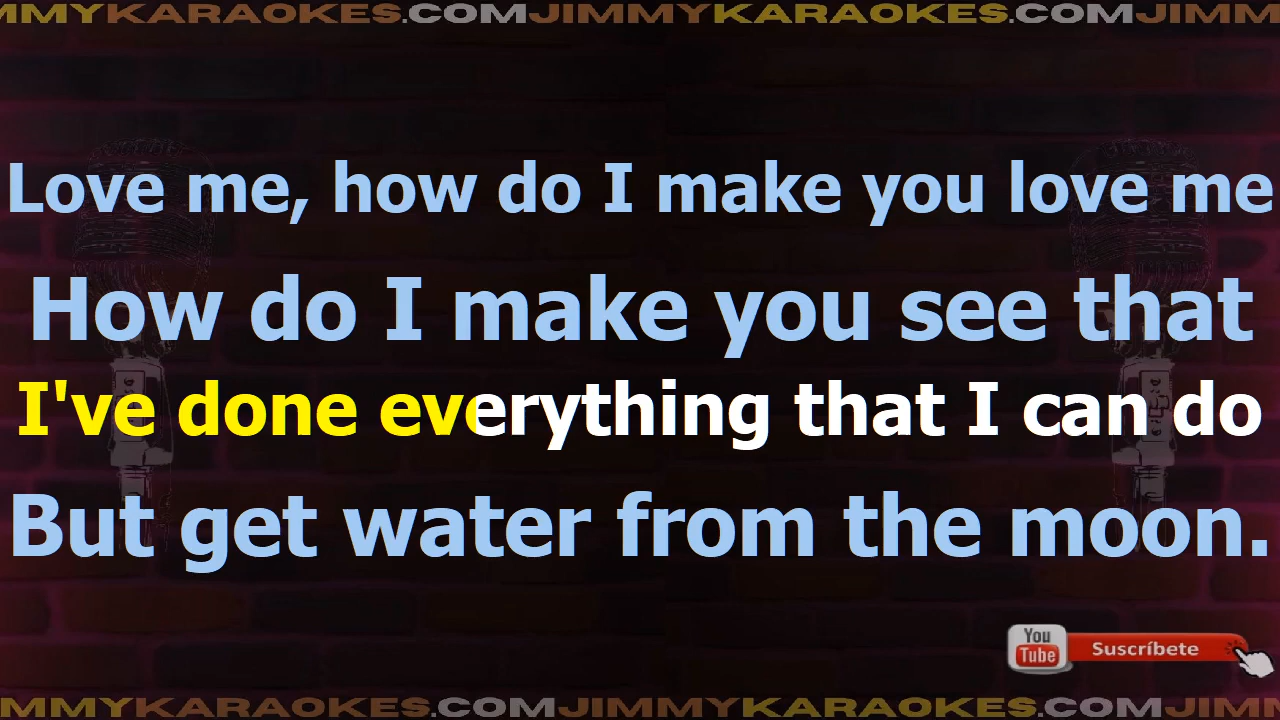 MMYKARAOKES.COMJIMMYKARAOKES.COMJIMM
Love me, how do I make you love me
How do I make you see that
I've done everything that I can do
But get water from the moon.
You
Tube
Suscríbete
MMYKARAOKES.COMJIMMYKARAOKES.COMJIMM